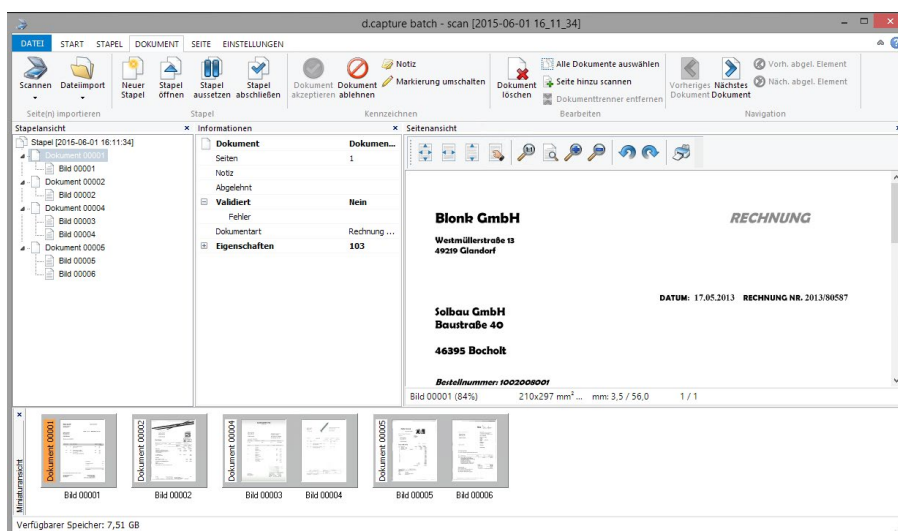 d.capture batch - scan [2015-06-01 16_11_34]
DATEI START STAPEL DOKUMENT SEITE EINSTELLUNGEN
Scannen Dateiimport
Seite(n) importieren
Neuer Stapel
Stapel öffnen
Stapel aussetzen
Stapel abschließen
Stapel
Dokument akzeptieren
Dokument ablehnen
Notiz
Markierung umschalten
Kennzeichnen
Dokument löschen
Alle Dokumente auswählen
Seite hinzu scannen
Dokumenttrenner entfernen
Bearbeiten
Vorheriges Dokument
Nächstes Dokument
Vorh. abgel. Element
Näch. abgel. Element
Navigation
Stapelansicht
Stapel [2015-06-01 16:11:34]
Dokument 00001
Bild 00001
Dokument 00002
Bild 00002
Dokument 00004
Bild 00003
Bild 00004
Dokument 00005
Bild 00005
Bild 00006
Informationen
Dokument Dokumen...
Seiten 1
Notiz
Abgelehnt
Validiert Nein
Fehler
Dokumentart Rechnung ...
Eigenschaften 103
Seitenansicht
Blonk GmbH RECHNUNG
Westmüllerstraße 13
49219 Glandorf
DATUM: 17.05.2013 RECHNUNG NR. 2013/80587
Solbau GmbH
Baustraße 40
46395 Bocholt
Bestellnummer: 1002008001
Bild 00001 (84%) 210x297 mm² ... mm: 3,5 / 56,0 1 / 1
Miniaturansicht
Dokument 00001
Bild 00001
Dokument 00002
Bild 00002
Dokument 00004
Bild 00003 Bild 00004
Dokument 00005
Bild 00005 Bild 00006
Verfügbarer Speicher: 7,51 GB